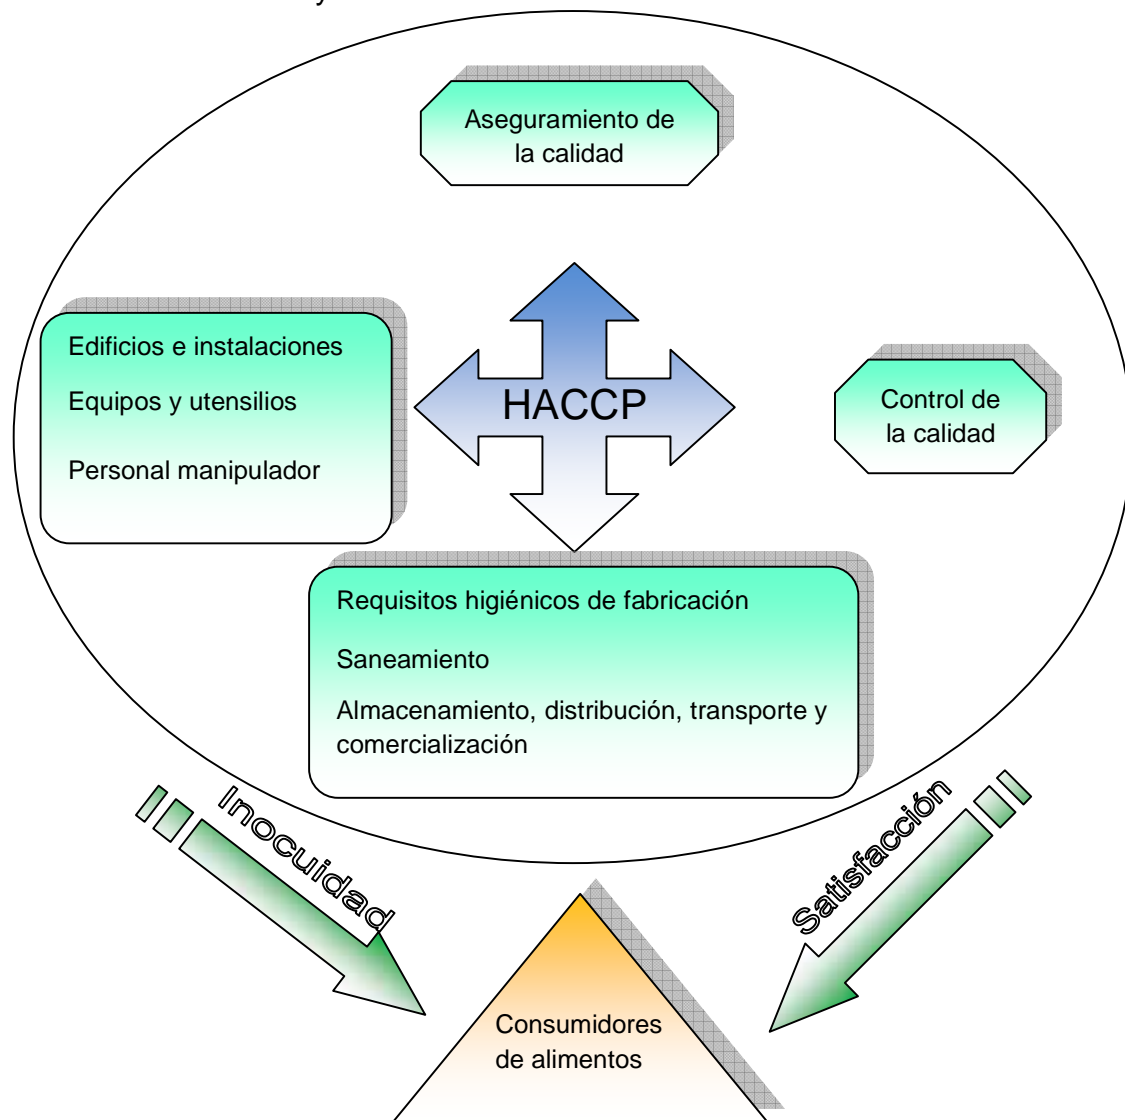 y
Aseguramiento de
la calidad
Edificios e instalaciones
Equipos y utensilios
Personal manipulador
HACCP
Control de
la calidad
Requisitos higiénicos de fabricación
Saneamiento
Almacenamiento, distribución, transporte y
comercialización
Inocuidad
Satisfacción
Consumidores
de alimentos